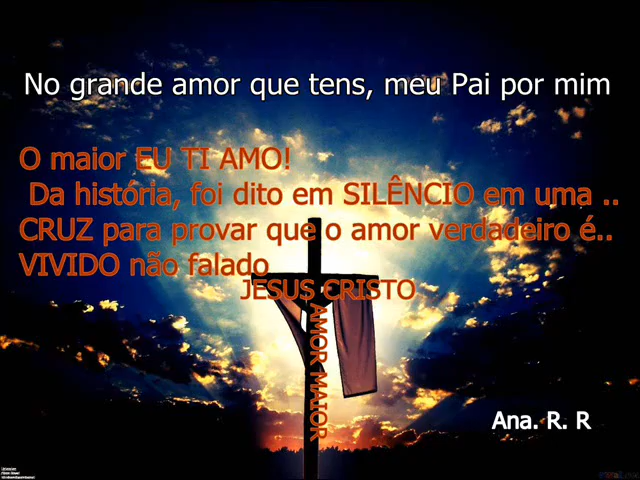 No grande amor que tens, meu Pai por mim
O maior EU TI AMO!
Da história, foi dito em SILÊNCIO em uma ..
CRUZ para provar que o amor verdadeiro é..
VIVIDO não falado
JESUS CRISTO
AMOR MAIOR
Ana. R. R